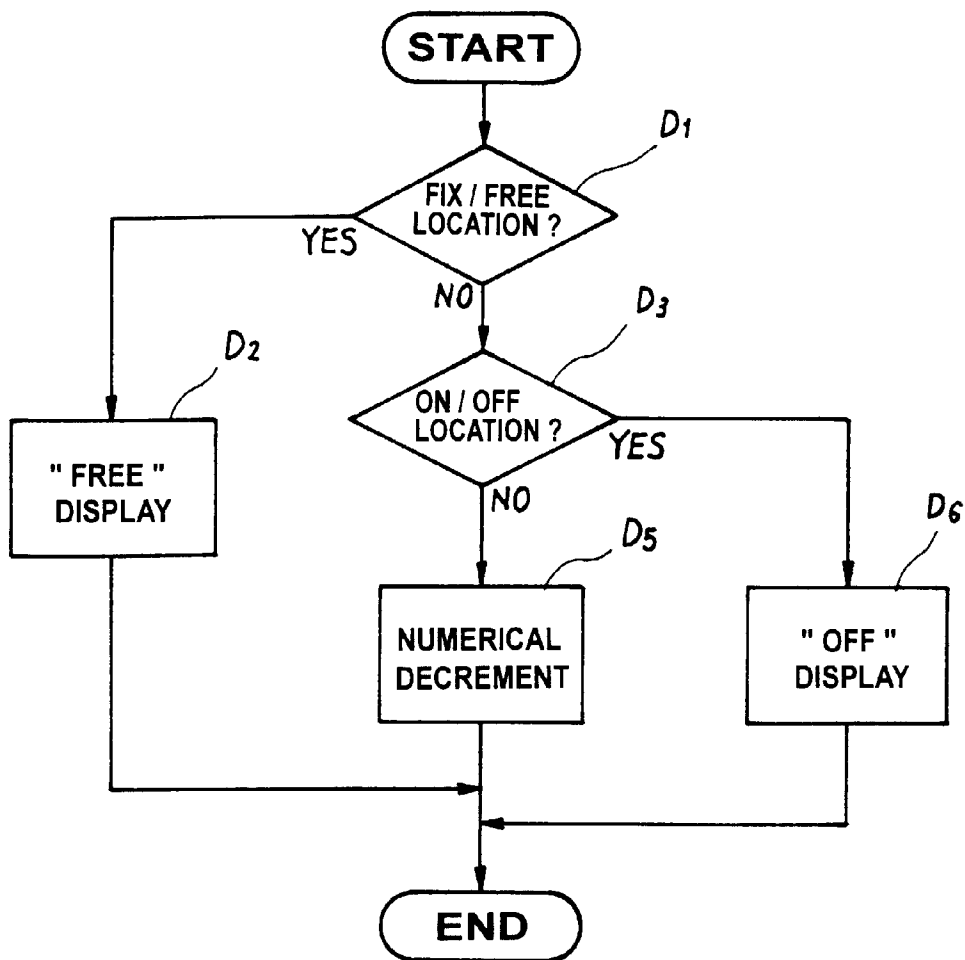 START
D1
FIX / FREE
LOCATION ?
YES
NO
D3
D2
ON / OFF
LOCATION ?
YES
NO
" FREE "
DISPLAY
D5
D6
NUMERICAL
DECREMENT
" OFF "
DISPLAY
END